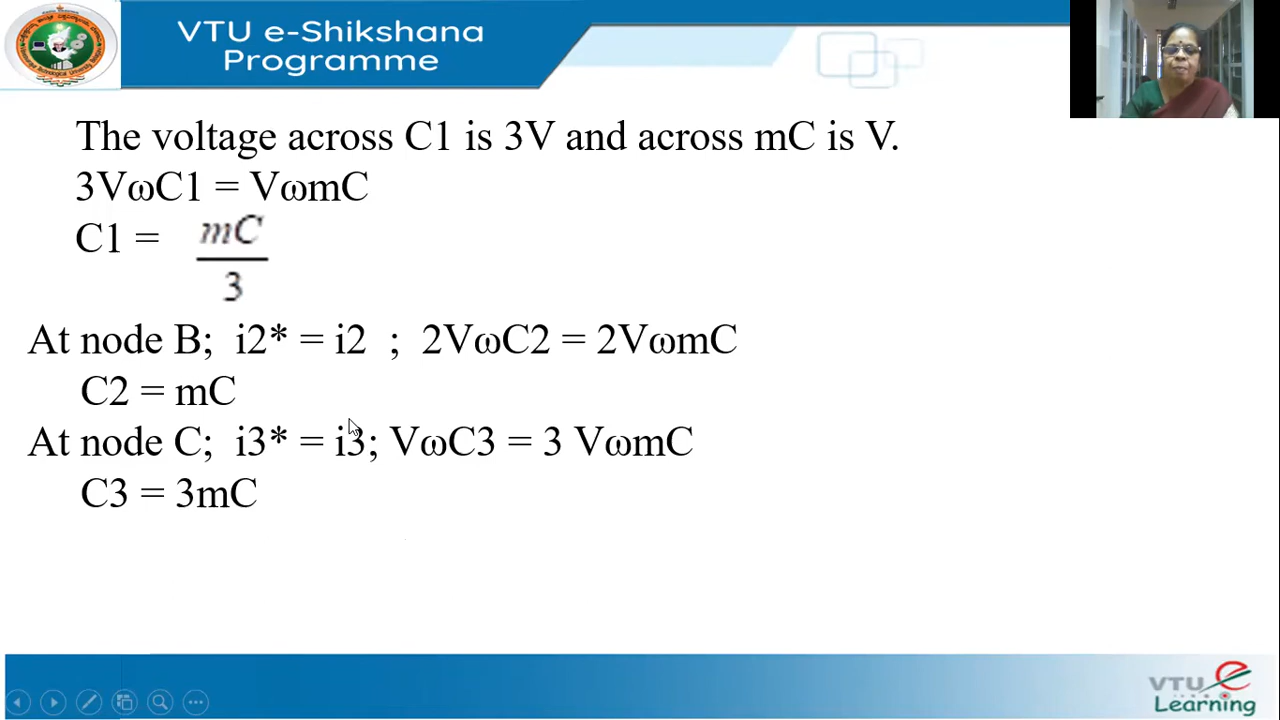 VTU e-Shikshana
Programme
The voltage across C1 is 3V and across mC is V.
3VωC1 = VωmC
C1 = mC/3
At node B; i2* = i2 ; 2VωC2 = 2VωmC
C2 = mC
At node C; i3* = i3; VωC3 = 3 VωmC
C3 = 3mC
VTU e
Learning